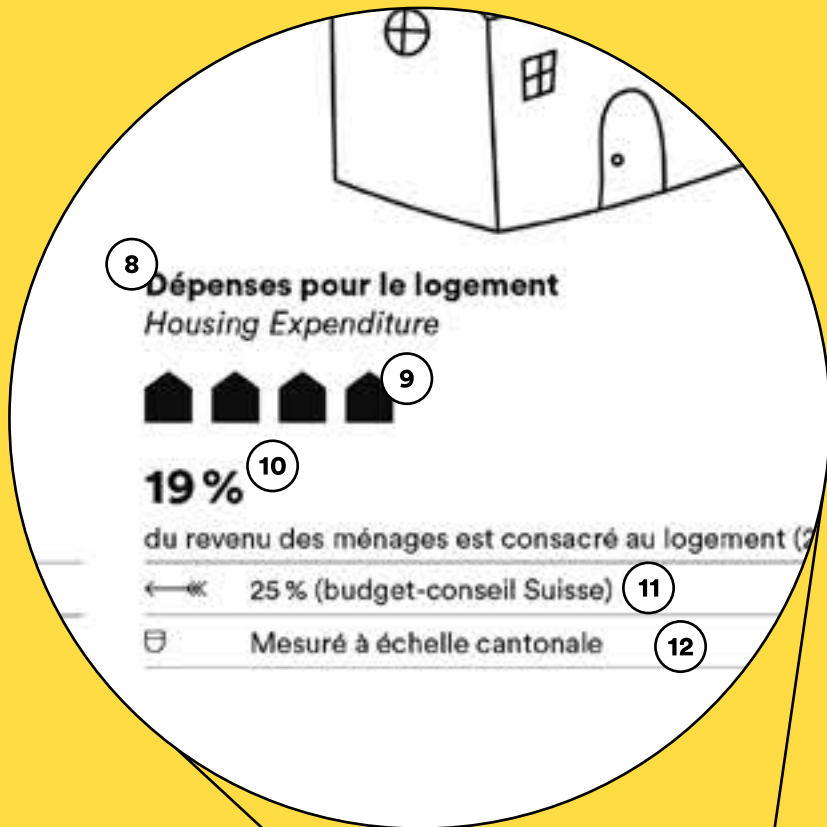 8
Dépenses pour le logement
Housing Expenditure
9
19 % 10
du revenu des ménages est consacré au logement (2
25 % (budget-conseil Suisse) 11
Mesuré à échelle cantonale 12